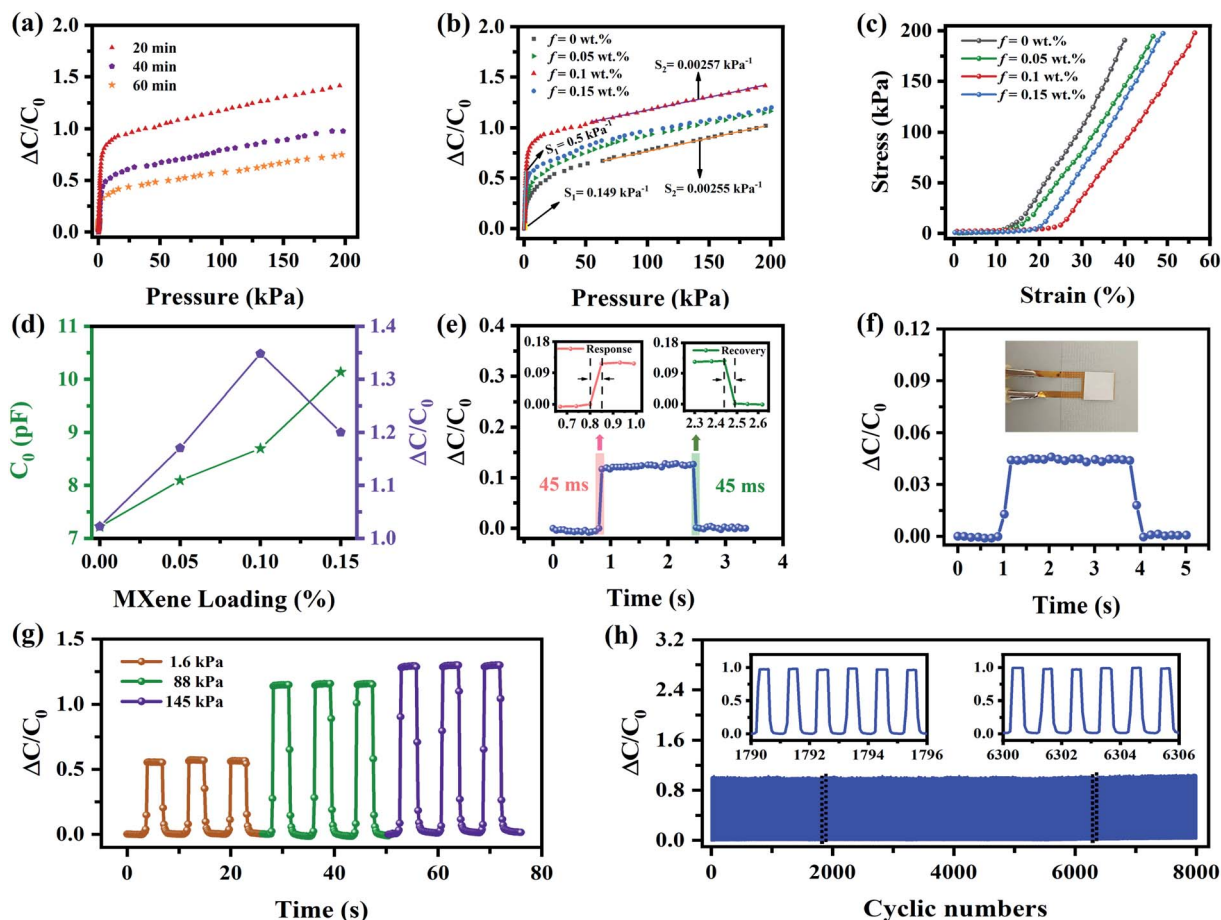 (a)
2.0
1.5
1.0
0.5
0.0
ΔC/C₀
20 min
40 min
60 min
0 50 100 150 200
Pressure (kPa)
(b)
2.0
1.5
1.0
0.5
0.0
ΔC/C₀
f = 0 wt.%
f = 0.05 wt.%
f = 0.1 wt.%
f = 0.15 wt.%
S₂= 0.00257 kPa⁻¹
S₁= 0.5 kPa⁻¹
S₁= 0.149 kPa⁻¹
S₂= 0.00255 kPa⁻¹
0 50 100 150 200
Pressure (kPa)
(c)
200
150
100
50
0
Stress (kPa)
f = 0 wt.%
f = 0.05 wt.%
f = 0.1 wt.%
f = 0.15 wt.%
0 10 20 30 40 50 60
Strain (%)
(d)
11
10
9
8
7
C₀ (pF)
1.4
1.3
1.2
1.1
1.0
ΔC/C₀
0.00 0.05 0.10 0.15
MXene Loading (%)
(e)
0.4
0.3
0.2
0.1
0.0
ΔC/C₀
0.18
0.00
Response
0.7 0.8 0.9 1.0
0.18
0.00
Recovery
2.3 2.4 2.5 2.6
45 ms
45 ms
0 1 2 3 4
Time (s)
(f)
0.12
0.09
0.06
0.03
0.00
ΔC/C₀
0 1 2 3 4 5
Time (s)
(g)
1.5
1.0
0.5
0.0
ΔC/C₀
1.6 kPa
88 kPa
145 kPa
0 20 40 60 80
Time (s)
(h)
3.2
2.4
1.6
0.8
0.0
ΔC/C₀
1.0
0.5
0.0
1790 1792 1794 1796
1.0
0.5
0.0
6300 6302 6304 6306
0 2000 4000 6000 8000
Cyclic numbers